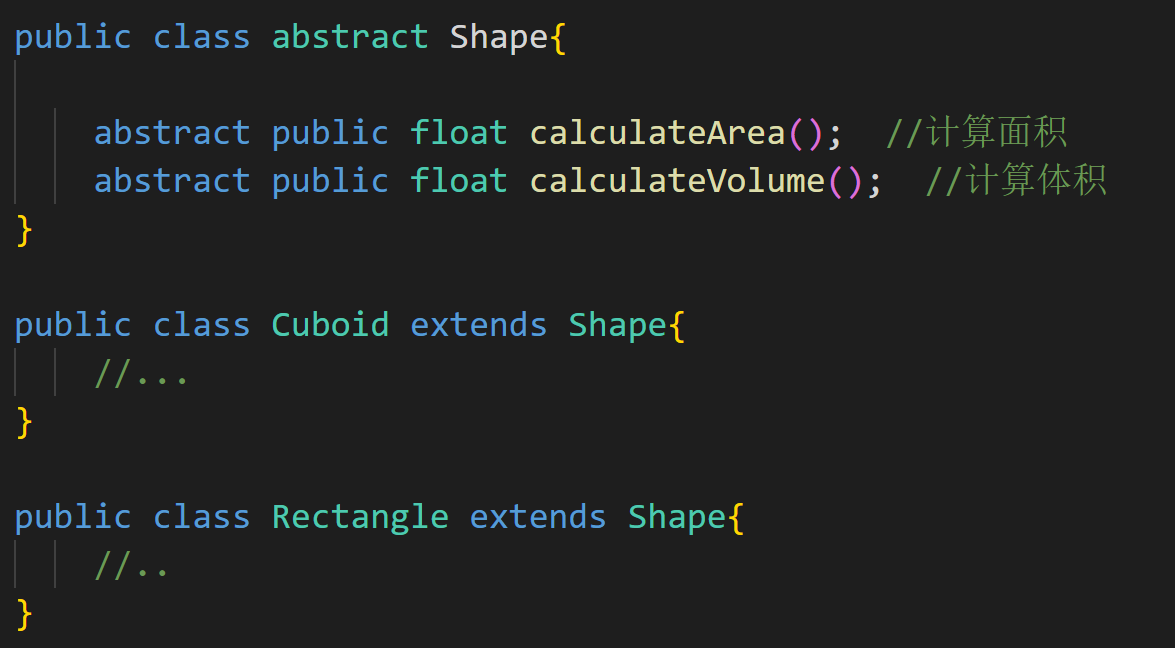 public class abstract Shape{
abstract public float calculateArea();  //计算面积
abstract public float calculateVolume();  //计算体积
}
public class Cuboid extends Shape{
//...
}
public class Rectangle extends Shape{
//..
}